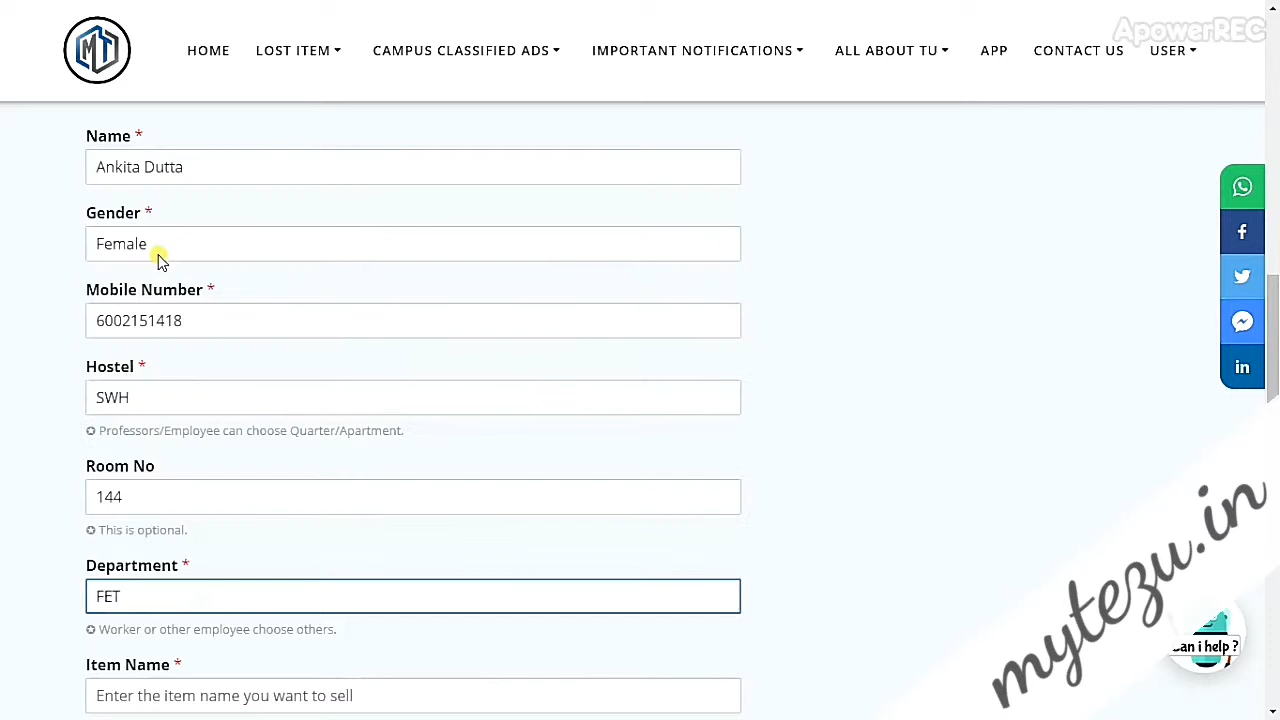 ApowerREC
MT
HOME LOST ITEM CAMPUS CLASSIFIED ADS IMPORTANT NOTIFICATIONS ALL ABOUT TU APP CONTACT US USER
Name *
Ankita Dutta
Gender *
Female
Mobile Number *
6002151418
Hostel *
SWH
Professors/Employee can choose Quarter/Apartment.
Room No
144
This is optional.
Department *
FET
Worker or other employee choose others.
Item Name *
Enter the item name you want to sell
f
in
mytezu.in
Can i help ?